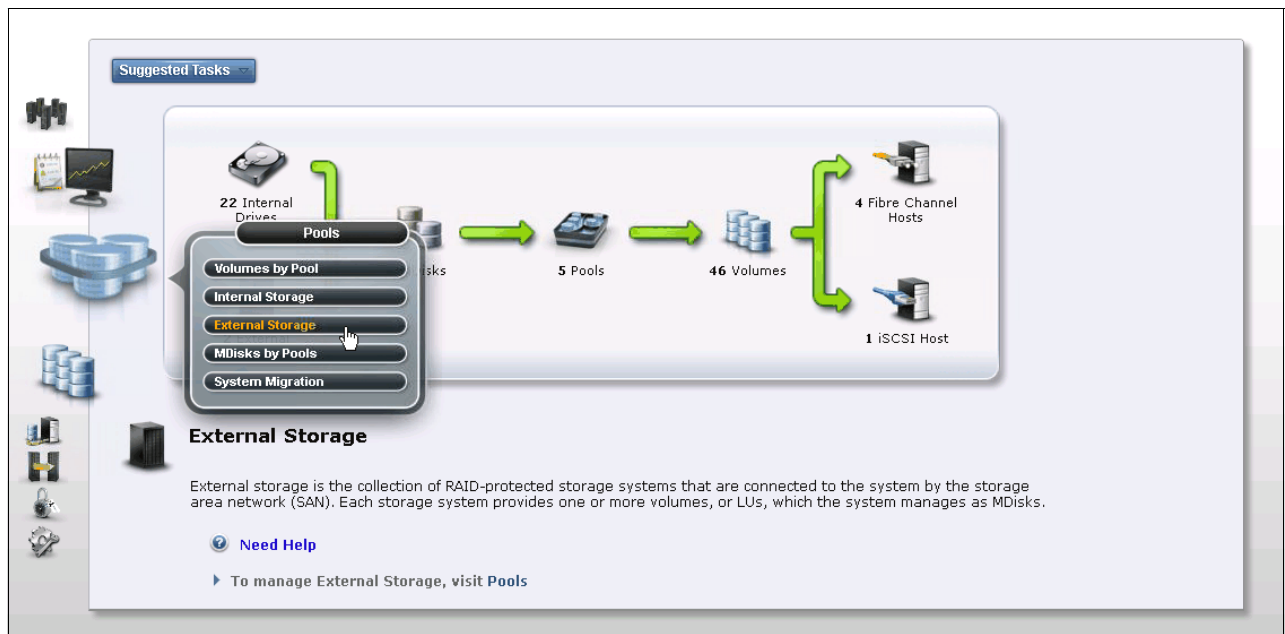 Suggested Tasks
22 Internal
Drives
Pools
Volumes by Pool
Internal Storage
External Storage
MDisks by Pools
System Migration
5 Pools
46 Volumes
4 Fibre Channel
Hosts
1 iSCSI Host
External Storage
External storage is the collection of RAID-protected storage systems that are connected to the system by the storage
area network (SAN). Each storage system provides one or more volumes, or LUs, which the system manages as MDisks.
Need Help
To manage External Storage, visit Pools